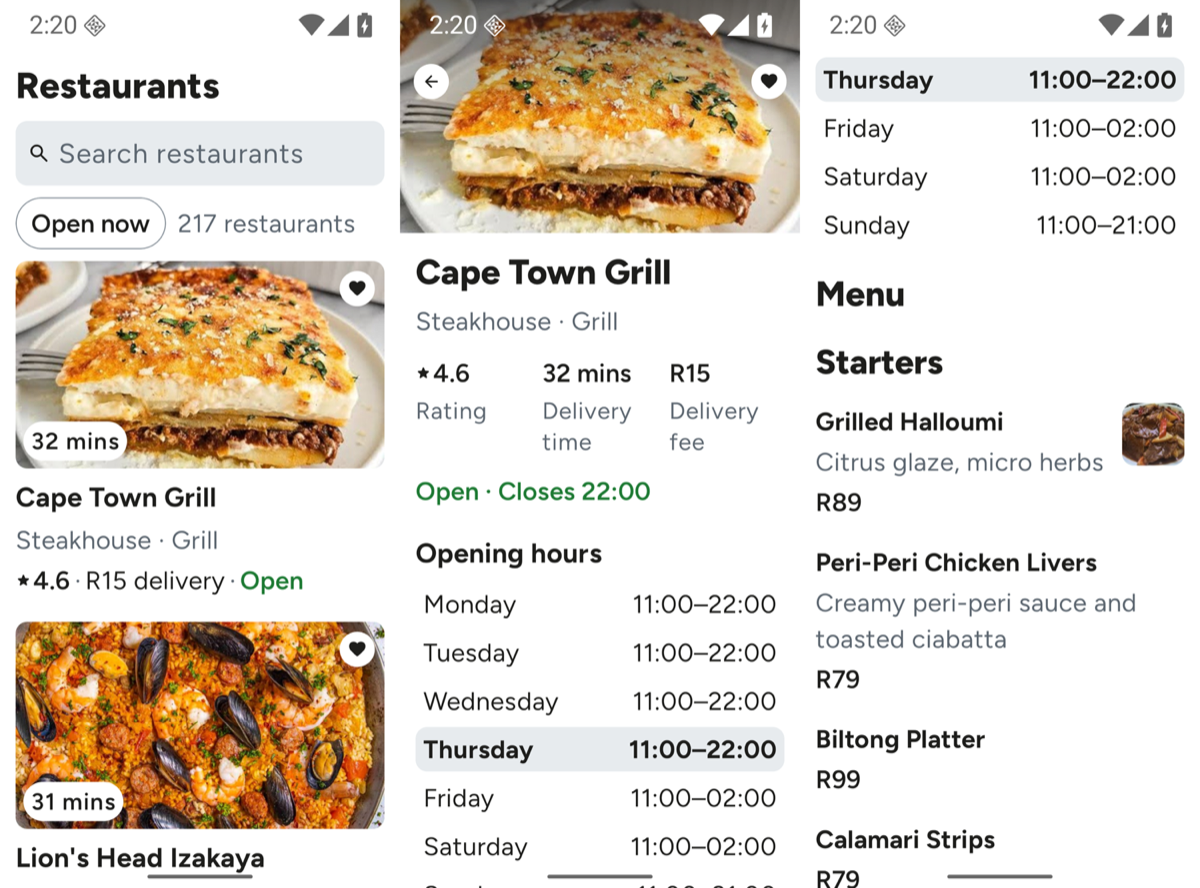 2:20
Restaurants
Search restaurants
Open now 217 restaurants
32 mins
Cape Town Grill
Steakhouse · Grill
★4.6 · R15 delivery · Open
31 mins
Lion's Head Izakaya
2:20
Cape Town Grill
Steakhouse · Grill
★4.6 32 mins R15
Rating Delivery time Delivery fee
Open · Closes 22:00
Opening hours
Monday 11:00–22:00
Tuesday 11:00–22:00
Wednesday 11:00–22:00
Thursday 11:00–22:00
Friday 11:00–02:00
Saturday 11:00–02:00
2:20
Thursday 11:00–22:00
Friday 11:00–02:00
Saturday 11:00–02:00
Sunday 11:00–21:00
Menu
Starters
Grilled Halloumi
Citrus glaze, micro herbs
R89
Peri-Peri Chicken Livers
Creamy peri-peri sauce and
toasted ciabatta
R79
Biltong Platter
R99
Calamari Strips
R79